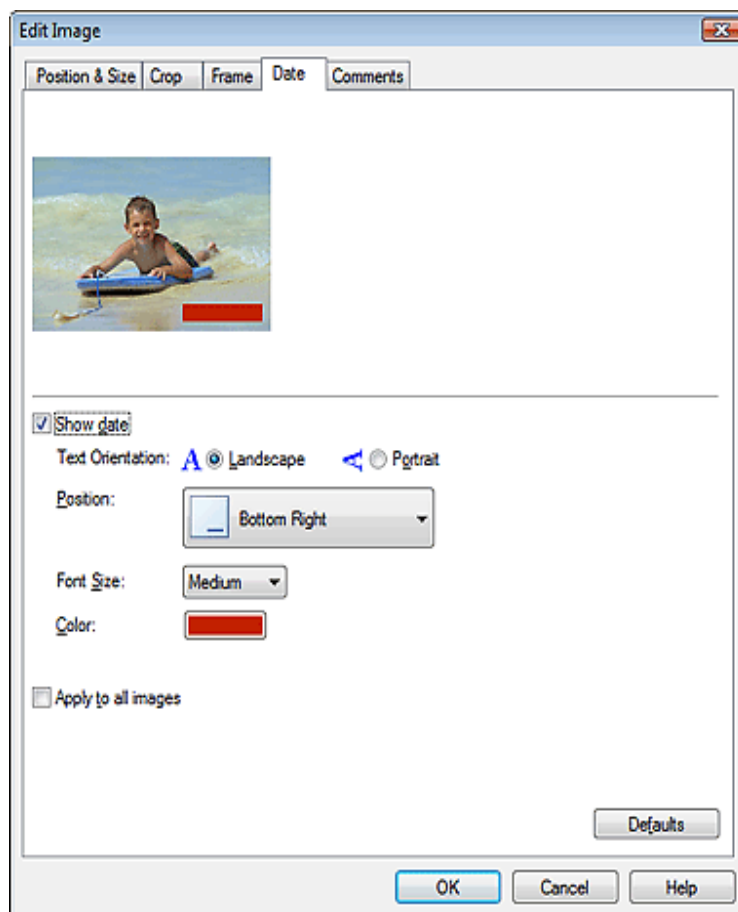 Edit Image
Position & Size Crop Frame Date Comments
Show date
Text Orientation: A Landscape A Portrait
Position: Bottom Right
Font Size: Medium
Color:
Apply to all images
Defaults
OK Cancel Help